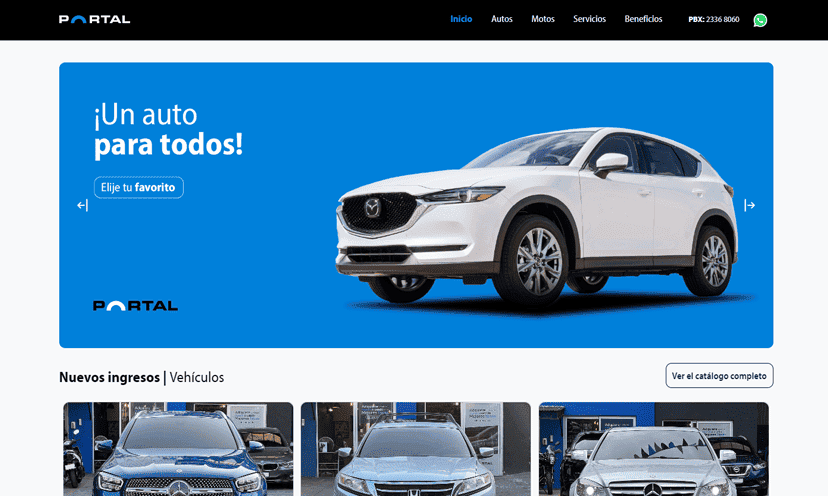 PORTAL
Inicio Autos Motos Servicios Beneficios PBX: 2336 8060
¡Un auto
para todos!
Elije tu favorito
PORTAL
Nuevos ingresos | Vehículos
Ver el catálogo completo